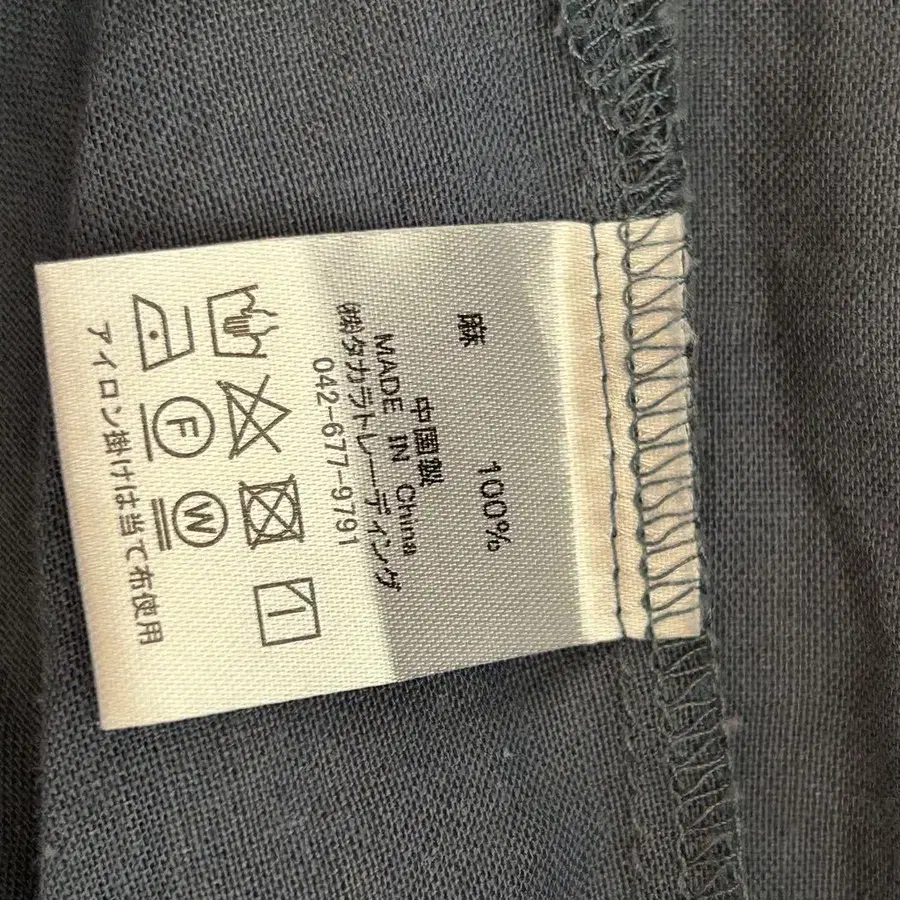 麻 100%
中国製
MADE IN China
㈱タカラトレーディング
042-677-9791
F
W
アイロン掛けは当て布使用